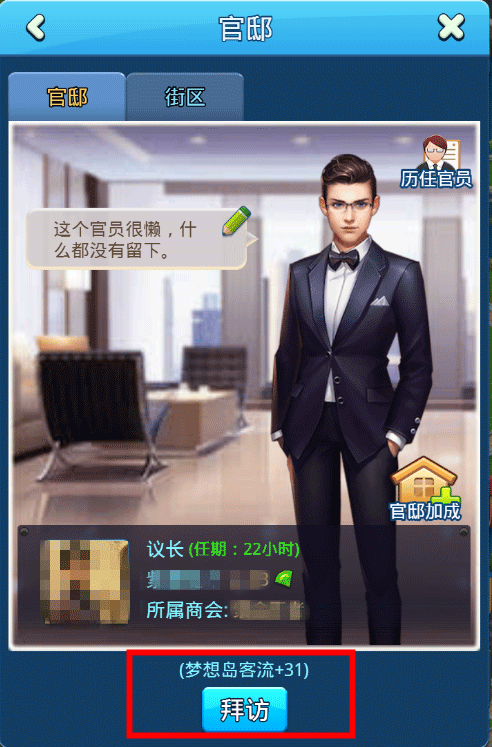 官邸
官邸
街区
历任官员
这个官员很懒，什
么都没有留下。
官邸加成
议长 (任期：22小时)
所属商会:
(梦想岛客流+31)
拜访